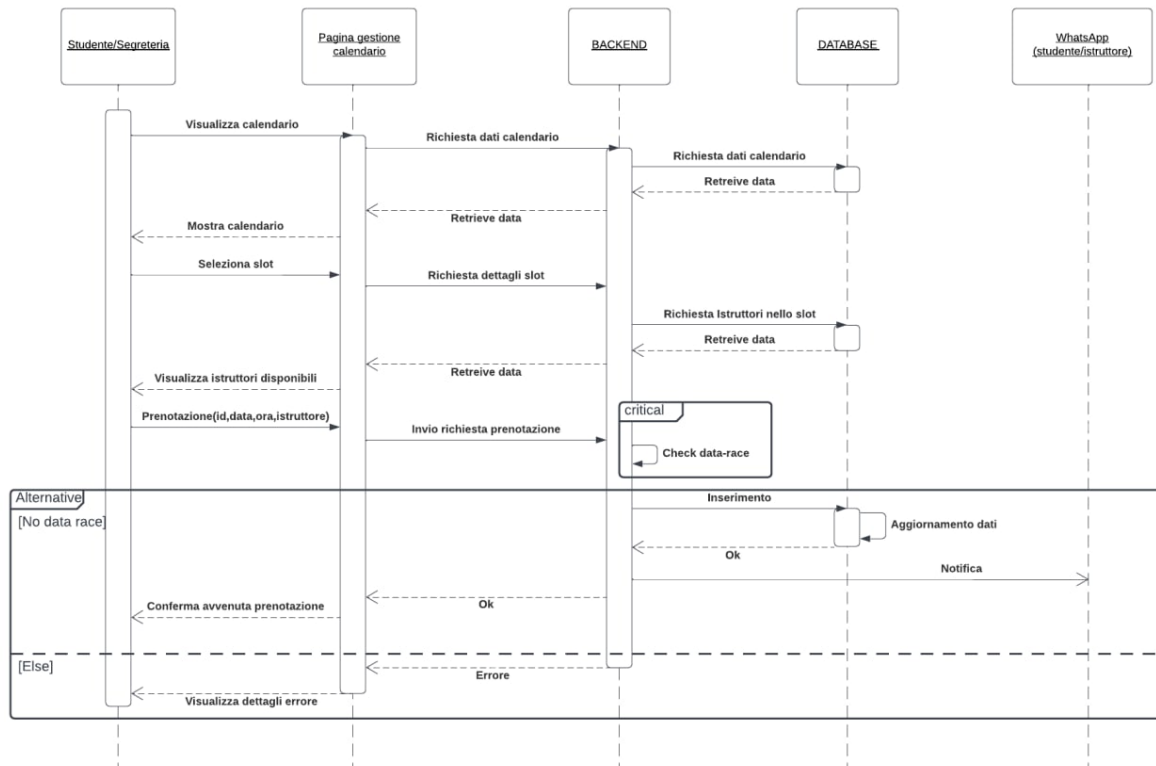 Studente/Segreteria
Pagina gestione
calendario
BACKEND
DATABASE
WhatsApp
(studente/istruttore)
Visualizza calendario
Richiesta dati calendario
Richiesta dati calendario
Retreive data
Retrieve data
Mostra calendario
Seleziona slot
Richiesta dettagli slot
Richiesta Istruttori nello slot
Retreive data
Retreive data
Visualizza istruttori disponibili
critical
Prenotazione(id,data,ora,istruttore)
Invio richiesta prenotazione
Check data-race
Alternative
Inserimento
[No data race]
Aggiornamento dati
Ok
Notifica
Ok
Conferma avvenuta prenotazione
[Else]
Errore
Visualizza dettagli errore